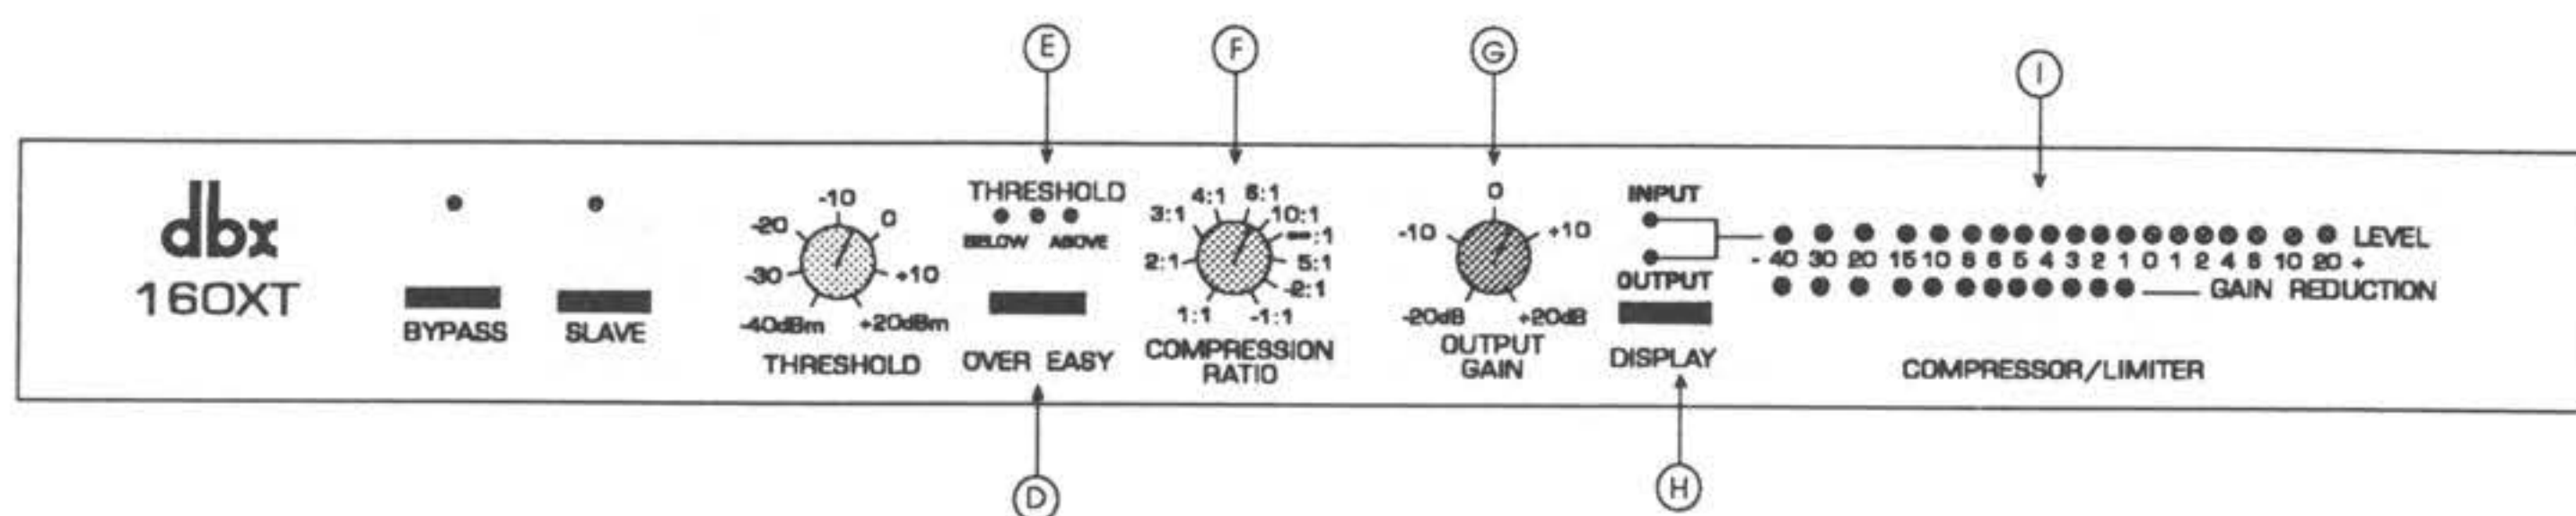 E
F
G
I
dbx
160XT
BYPASS
SLAVE
-40dBm
-30
-20
-10
0
+10
+20dBm
THRESHOLD
THRESHOLD
BELOW ABOVE
OVER EASY
1:1
2:1
3:1
4:1
6:1
10:1
∞:1
-5:1
-2:1
-1:1
COMPRESSION
RATIO
-20dB
-10
0
+10
+20dB
OUTPUT
GAIN
INPUT
OUTPUT
DISPLAY
LEVEL
- 40 30 20 15 10 8 6 5 4 3 2 1 0 1 2 4 8 10 20 +
GAIN REDUCTION
COMPRESSOR/LIMITER
D
H